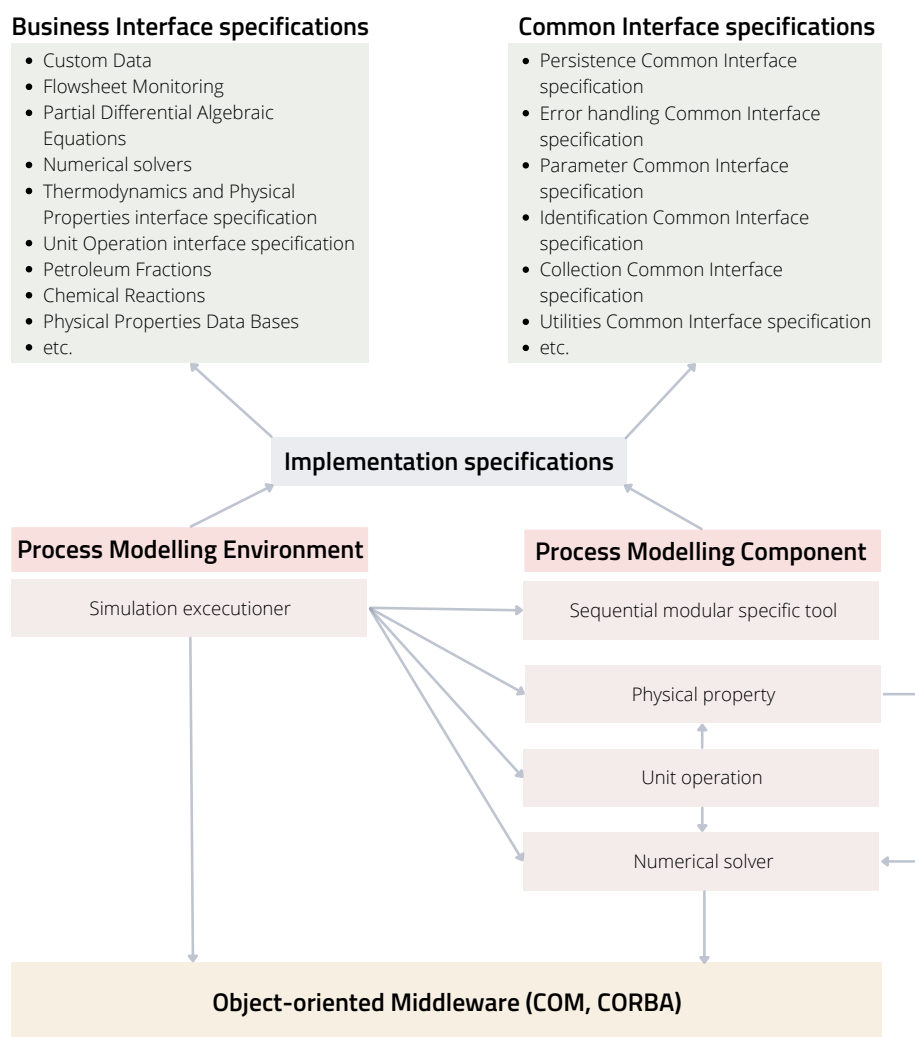 Business Interface specifications
• Custom Data
• Flowsheet Monitoring
• Partial Differential Algebraic
Equations
• Numerical solvers
• Thermodynamics and Physical
Properties interface specification
• Unit Operation interface specification
• Petroleum Fractions
• Chemical Reactions
• Physical Properties Data Bases
• etc.
Common Interface specifications
• Persistence Common Interface
specification
• Error handling Common Interface
specification
• Parameter Common Interface
specification
• Identification Common Interface
specification
• Collection Common Interface
specification
• Utilities Common Interface specification
• etc.
Implementation specifications
Process Modelling Environment
Simulation excecutioner
Process Modelling Component
Sequential modular specific tool
Physical property
Unit operation
Numerical solver
Object-oriented Middleware (COM, CORBA)